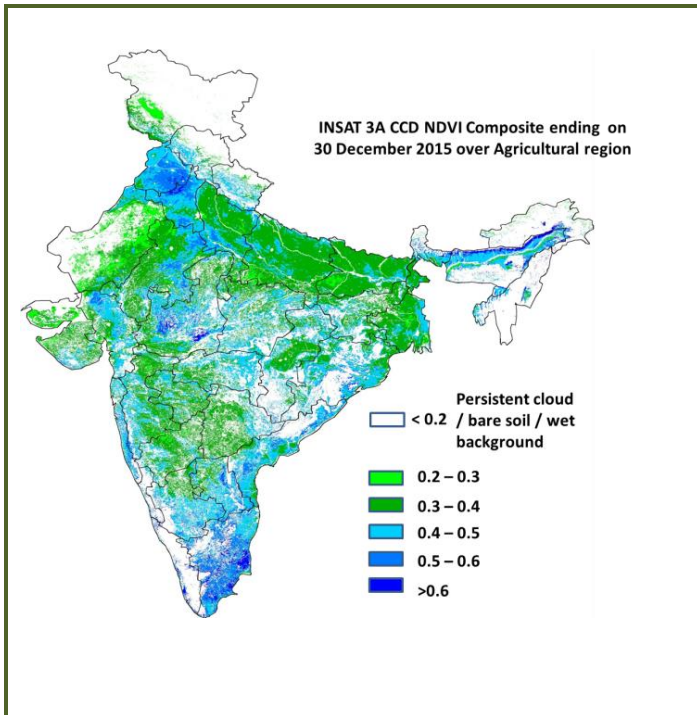 INSAT 3A CCD NDVI Composite ending on
30 December 2015 over Agricultural region
< 0.2 Persistent cloud
/ bare soil / wet
background
0.2 – 0.3
0.3 – 0.4
0.4 – 0.5
0.5 – 0.6
>0.6